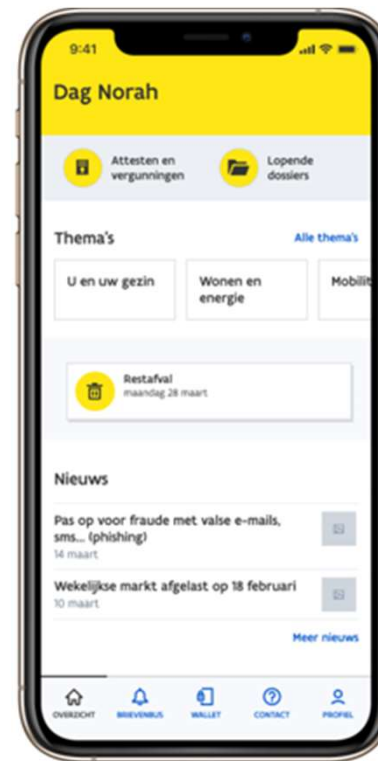 9:41
Dag Norah
Attesten en
vergunningen
Lopende
dossiers
Thema's
Alle thema's
U en uw gezin
Wonen en
energie
Mobilit
Restafval
maandag 28 maart
Nieuws
Pas op voor fraude met valse e-mails,
sms... (phishing)
14 maart
Wekelijkse markt afgelast op 18 februari
10 maart
Meer nieuws
OVERZICHT
BRIEVENBUS
WALLET
CONTACT
PROFIEL